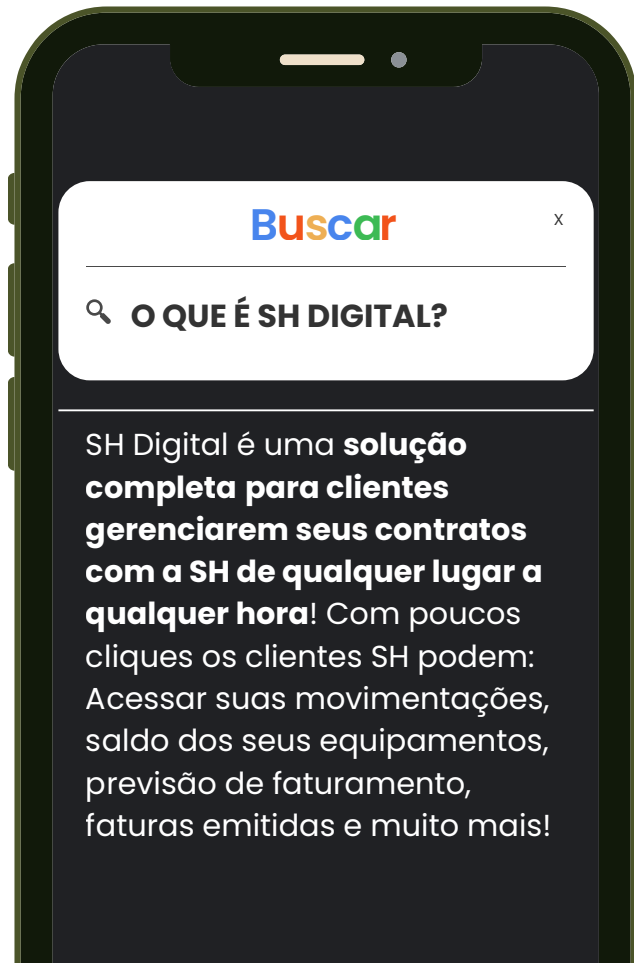 Buscar
x
O QUE É SH DIGITAL?
SH Digital é uma solução
completa para clientes
gerenciarem seus contratos
com a SH de qualquer lugar a
qualquer hora! Com poucos
cliques os clientes SH podem:
Acessar suas movimentações,
saldo dos seus equipamentos,
previsão de faturamento,
faturas emitidas e muito mais!